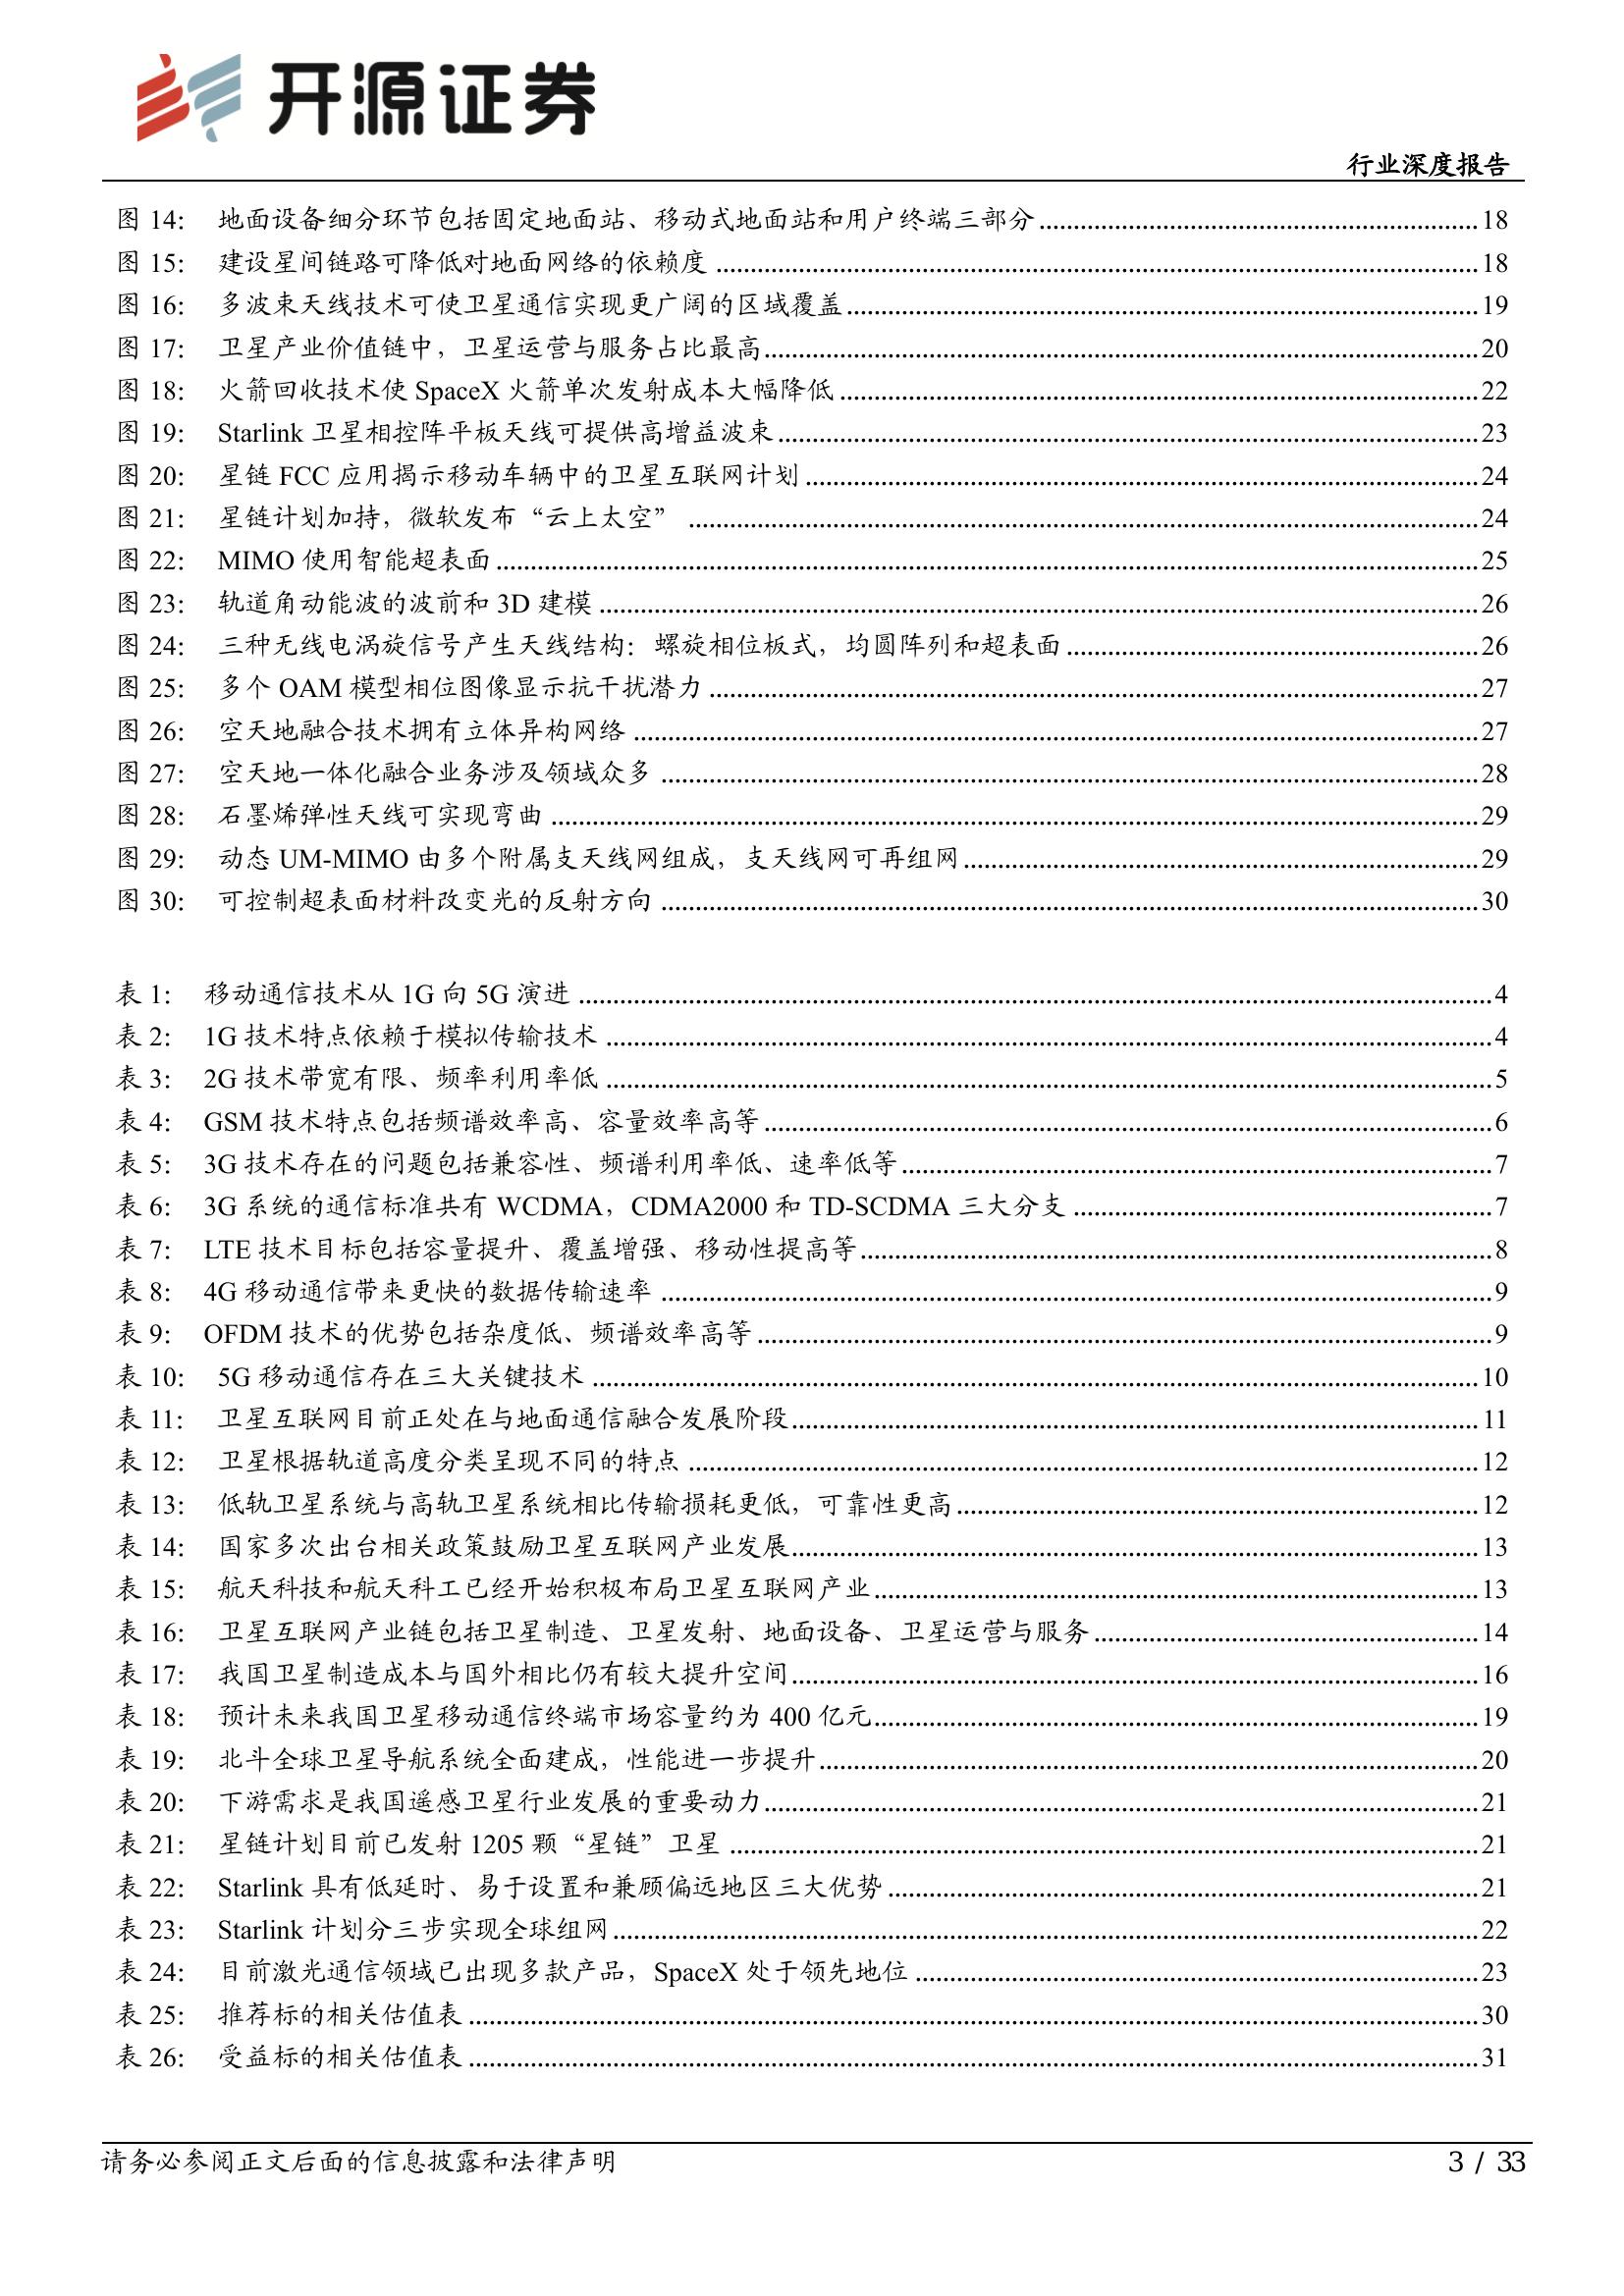 开源证券
行业深度报告
图 14： 地面设备细分环节包括固定地面站、移动式地面站和用户终端三部分 18
图 15： 建设星间链路可降低对地面网络的依赖度 18
图 16： 多波束天线技术可使卫星通信实现更广阔的区域覆盖 19
图 17： 卫星产业价值链中，卫星运营与服务占比最高 20
图 18： 火箭回收技术使 SpaceX 火箭单次发射成本大幅降低 22
图 19： Starlink 卫星相控阵平板天线可提供高增益波束 23
图 20： 星链 FCC 应用揭示移动车辆中的卫星互联网计划 24
图 21： 星链计划加持，微软发布“云上太空” 24
图 22： MIMO 使用智能超表面 25
图 23： 轨道角动能波的波前和 3D 建模 26
图 24： 三种无线电涡旋信号产生天线结构：螺旋相位板式，均圆阵列和超表面 26
图 25： 多个 OAM 模型相位图像显示抗干扰潜力 27
图 26： 空天地融合技术拥有立体异构网络 27
图 27： 空天地一体化融合业务涉及领域众多 28
图 28： 石墨烯弹性天线可实现弯曲 29
图 29： 动态 UM-MIMO 由多个附属支天线网组成，支天线网可再组网 29
图 30： 可控制超表面材料改变光的反射方向 30
表 1： 移动通信技术从 1G 向 5G 演进 4
表 2： 1G 技术特点依赖于模拟传输技术 4
表 3： 2G 技术带宽有限、频率利用率低 5
表 4： GSM 技术特点包括频谱效率高、容量效率高等 6
表 5： 3G 技术存在的问题包括兼容性、频谱利用率低、速率低等 7
表 6： 3G 系统的通信标准共有 WCDMA，CDMA2000 和 TD-SCDMA 三大分支 7
表 7： LTE 技术目标包括容量提升、覆盖增强、移动性提高等 8
表 8： 4G 移动通信带来更快的数据传输速率 9
表 9： OFDM 技术的优势包括杂度低、频谱效率高等 9
表 10： 5G 移动通信存在三大关键技术 10
表 11： 卫星互联网目前正处在与地面通信融合发展阶段 11
表 12： 卫星根据轨道高度分类呈现不同的特点 12
表 13： 低轨卫星系统与高轨卫星系统相比传输损耗更低，可靠性更高 12
表 14： 国家多次出台相关政策鼓励卫星互联网产业发展 13
表 15： 航天科技和航天科工已经开始积极布局卫星互联网产业 13
表 16： 卫星互联网产业链包括卫星制造、卫星发射、地面设备、卫星运营与服务 14
表 17： 我国卫星制造成本与国外相比仍有较大提升空间 16
表 18： 预计未来我国卫星移动通信终端市场容量约为 400 亿元 19
表 19： 北斗全球卫星导航系统全面建成，性能进一步提升 20
表 20： 下游需求是我国遥感卫星行业发展的重要动力 21
表 21： 星链计划目前已发射 1205 颗“星链”卫星 21
表 22： Starlink 具有低延时、易于设置和兼顾偏远地区三大优势 21
表 23： Starlink 计划分三步实现全球组网 22
表 24： 目前激光通信领域已出现多款产品，SpaceX 处于领先地位 23
表 25： 推荐标的相关估值表 30
表 26： 受益标的相关估值表 31
请务必参阅正文后面的信息披露和法律声明 3 / 33